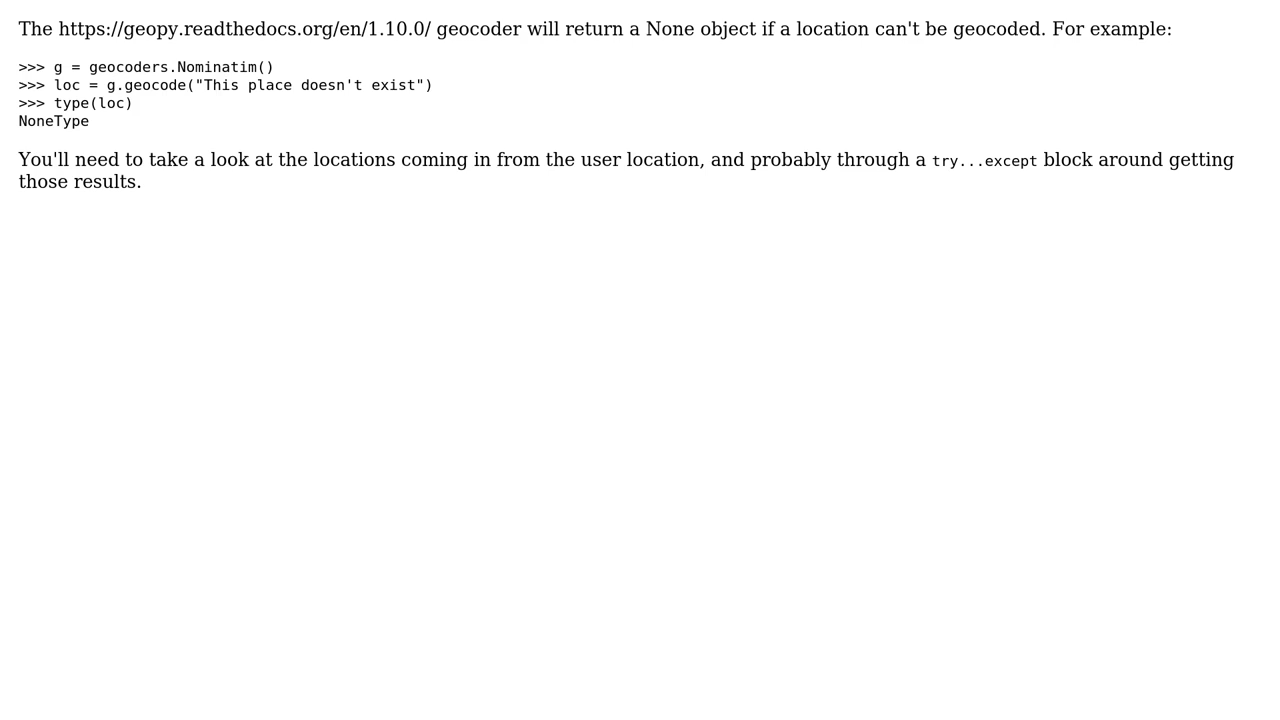 The https://geopy.readthedocs.org/en/1.10.0/ geocoder will return a None object if a location can't be geocoded. For example:
>>> g = geocoders.Nominatim()
>>> loc = g.geocode("This place doesn't exist")
>>> type(loc)
NoneType
You'll need to take a look at the locations coming in from the user location, and probably through a try...except block around getting
those results.